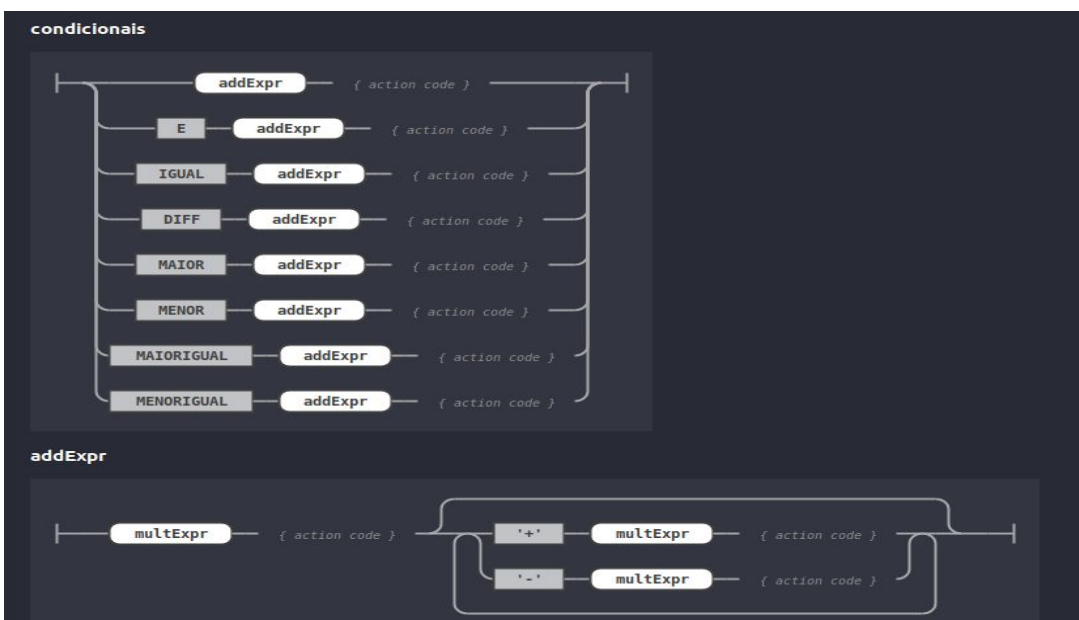 condicionais
addExpr { action code }
E addExpr { action code }
IGUAL addExpr { action code }
DIFF addExpr { action code }
MAIOR addExpr { action code }
MENOR addExpr { action code }
MAIORIGUAL addExpr { action code }
MENORIGUAL addExpr { action code }
addExpr
multExpr { action code } '+' multExpr { action code }
'-' multExpr { action code }